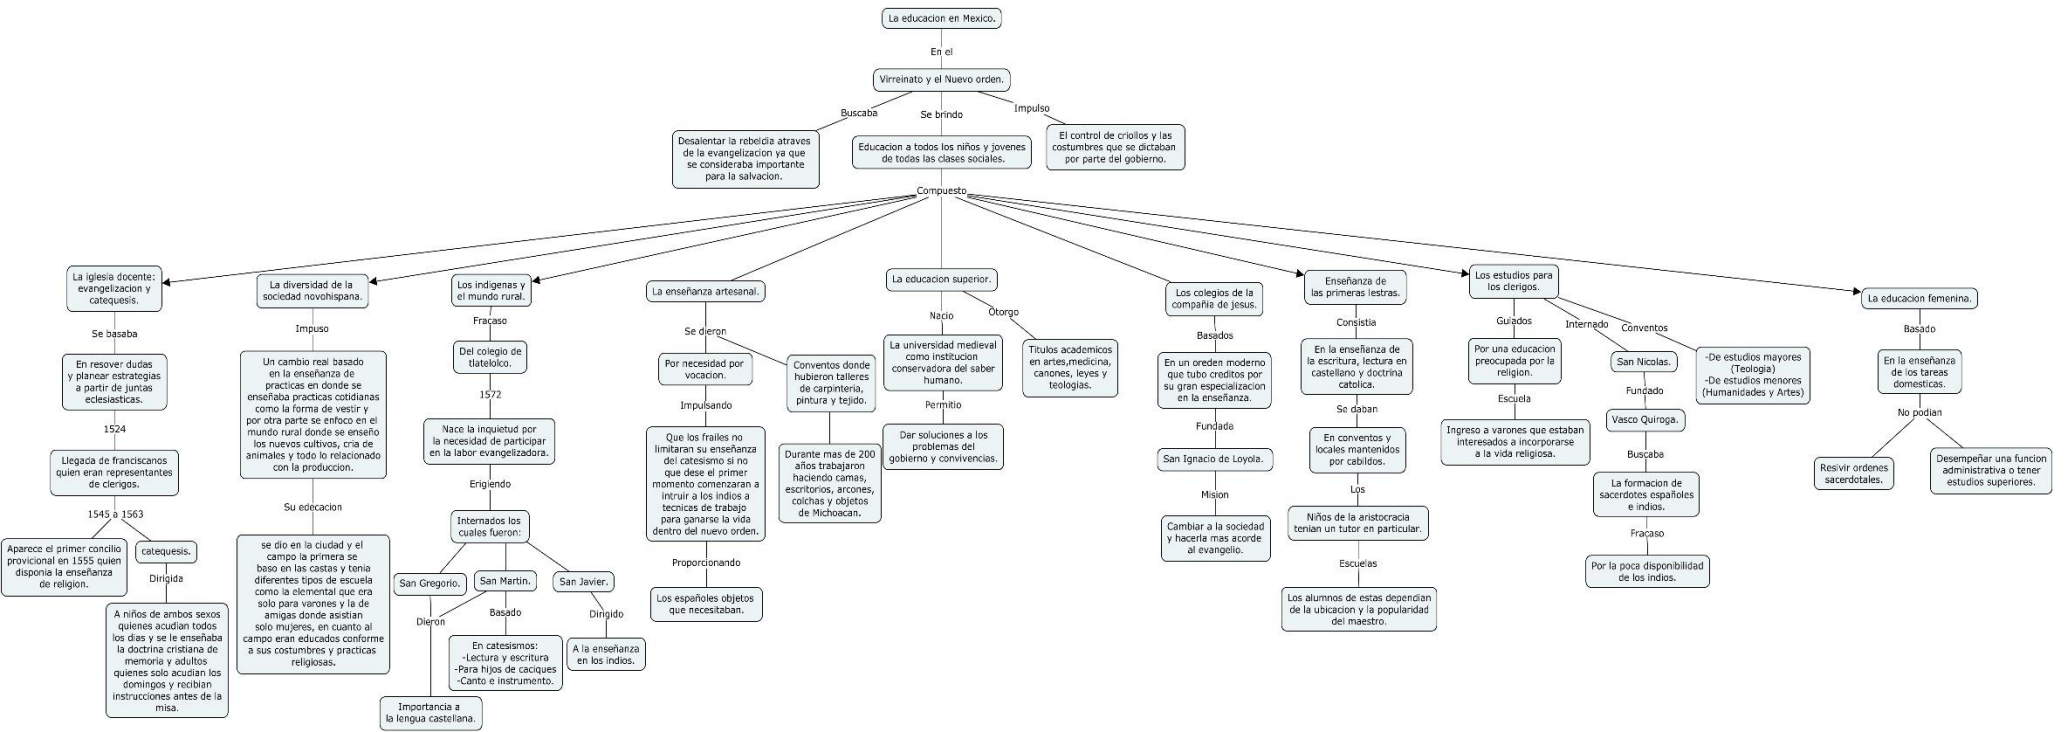 La educacion en Mexico.
En el
Virreinato y el Nuevo orden.
Buscaba
Se brindo
Impulso
Desalentar la rebeldia atraves
de la evangelizacion ya que
se consideraba importante
para la salvacion.
Educacion a todos los niños y jovenes
de todas las clases sociales.
El control de criollos y las
costumbres que se dictaban
por parte del gobierno.
Compuesto
La iglesia docente:
evangelizacion y
catequesis.
Se basaba
En resover dudas
y planear estrategias
a partir de juntas
eclesiasticas.
1524
Llegada de franciscanos
quien eran representantes
de clerigos.
1545 a 1563
Aparece el primer concilio
provicional en 1555 quien
disponia la enseñanza
de religion.
catequesis.
Dirigida
A niños de ambos sexos
quienes acudian todos
los dias y se le enseñaba
la doctrina cristiana de
memoria y adultos
quienes solo acudian los
domingos y recibian
instrucciones antes de la
misa.
La diversidad de la
sociedad novohispana.
Impuso
Un cambio real basado
en la enseñanza de
practicas en donde se
enseñaba practicas cotidianas
como la forma de vestir y
por otra parte se enfoco en el
mundo rural donde se enseño
los nuevos cultivos, cria de
animales y todo lo relacionado
con la produccion.
Su edecacion
se dio en la ciudad y el
campo la primera se
baso en las castas y tenia
diferentes tipos de escuela
como la elemental que era
solo para varones y la de
amigas donde asistian
solo mujeres, en cuanto al
campo eran educados conforme
a sus costumbres y practicas
religiosas.
Los indigenas y
el mundo rural.
Fracaso
Del colegio de
tlatelolco.
1572
Nace la inquietud por
la necesidad de participar
en la labor evangelizadora.
Erigiendo
Internados los
cuales fueron:
San Gregorio.
San Martin.
San Javier.
Dieron
Basado
Dirigido
Importancia a
la lengua castellana.
En catesismos:
-Lectura y escritura
-Para hijos de caciques
-Canto e instrumento.
A la enseñanza
en los indios.
La enseñanza artesanal.
Se dieron
Por necesidad por
vocacion.
Impulsando
Que los frailes no
limitaran su enseñanza
del catesismo si no
que dese el primer
momento comenzaran a
intruir a los indios a
tecnicas de trabajo
para ganarse la vida
dentro del nuevo orden.
Proporcionando
Los españoles objetos
que necesitaban.
Conventos donde
hubieron talleres
de carpinteria,
pintura y tejido.
Durante mas de 200
años trabajaron
haciendo camas,
escritorios, arcones,
colchas y objetos
de Michoacan.
La educacion superior.
Nacio
Otorgo
La universidad medieval
como institucion
conservadora del saber
humano.
Permitio
Dar soluciones a los
problemas del
gobierno y convivencias.
Titulos academicos
en artes,medicina,
canones, leyes y
teologias.
Los colegios de la
compañia de jesus.
Basados
En un oreden moderno
que tubo creditos por
su gran especializacion
en la enseñanza.
Fundada
San Ignacio de Loyola.
Mision
Cambiar a la sociedad
y hacerla mas acorde
al evangelio.
Enseñanza de
las primeras lestras.
Consistia
En la enseñanza de
la escritura, lectura en
castellano y doctrina
catolica.
Se daban
En conventos y
locales mantenidos
por cabildos.
Los
Niños de la aristocracia
tenian un tutor en particular.
Escuelas
Los alumnos de estas dependian
de la ubicacion y la popularidad
del maestro.
Los estudios para
los clerigos.
Guiados
Internado
Conventos
Por una educacion
preocupada por la
religion.
Escuela
Ingreso a varones que estaban
interesados a incorporarse
a la vida religiosa.
San Nicolas.
Fundado
Vasco Quiroga.
Buscaba
La formacion de
sacerdotes españoles
e indios.
Fracaso
Por la poca disponibilidad
de los indios.
-De estudios mayores
(Teologia)
-De estudios menores
(Humanidades y Artes)
La educacion femenina.
Basado
En la enseñanza
de los tareas
domesticas.
No podian
Resivir ordenes
sacerdotales.
Desempeñar una funcion
administrativa o tener
estudios superiores.